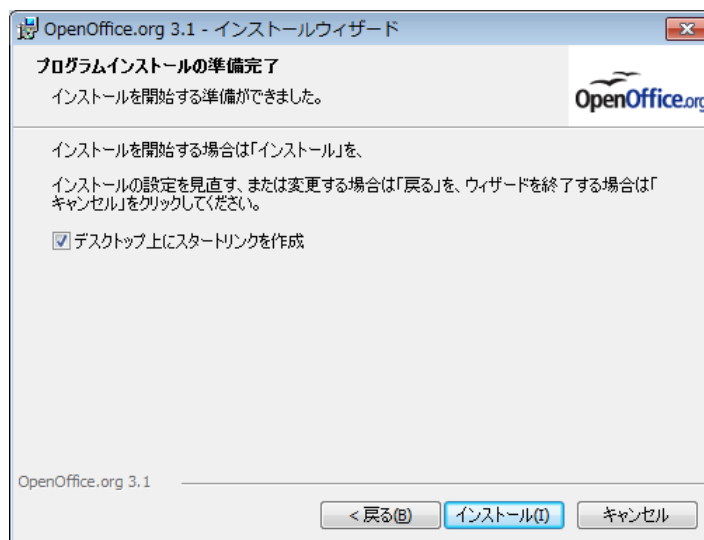 OpenOffice.org 3.1 - インストールウィザード
プログラムインストールの準備完了
インストールを開始する準備ができました。
OpenOffice.org
インストールを開始する場合は「インストール」を、
インストールの設定を見直す、または変更する場合は「戻る」を、ウィザードを終了する場合は「
キャンセル」をクリックしてください。
デスクトップ上にスタートリンクを作成
OpenOffice.org 3.1
< 戻る(B)
インストール(I)
キャンセル